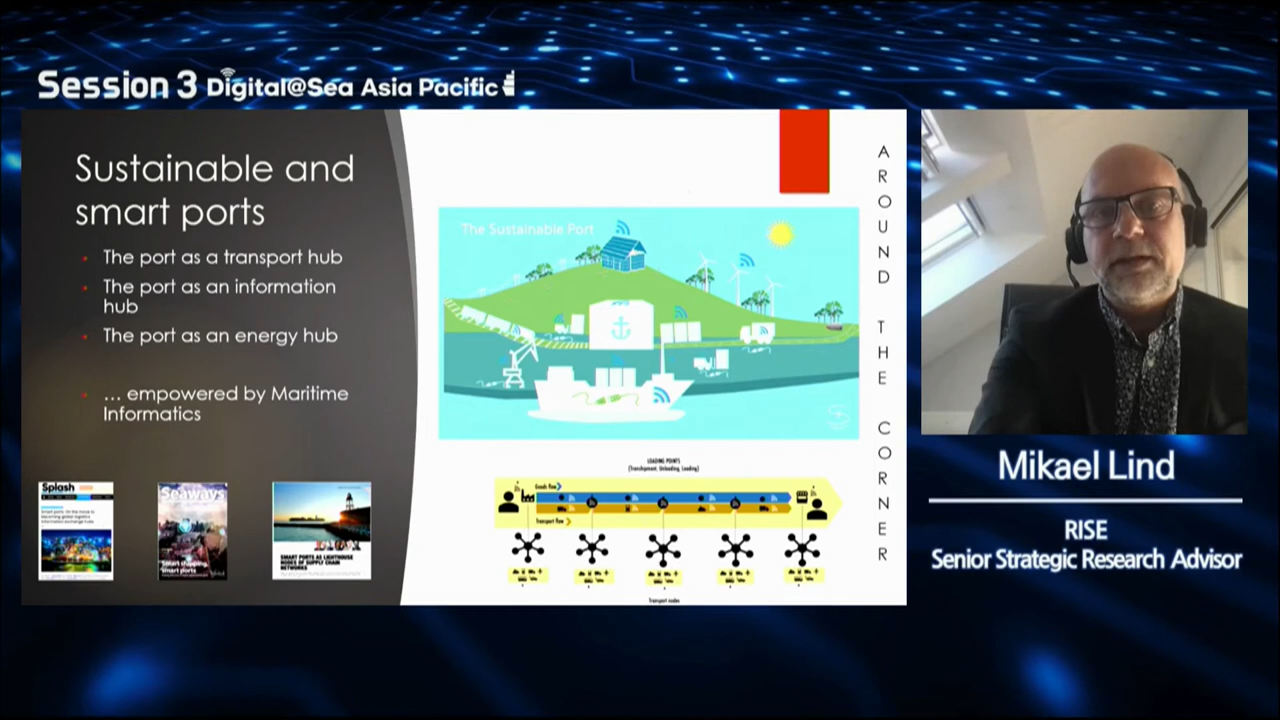 Session 3 Digital@Sea Asia Pacific
Sustainable and
smart ports
The port as a transport hub
The port as an information
hub
The port as an energy hub
... empowered by Maritime
Informatics
Splash
Seaways
SMART PORTS AS LIGHTHOUSE
NODES OF SUPPLY CHAIN
NETWORKS
The Sustainable Port
LOADING POINTS
(Transhipment, Unloading, Loading)
Goods flow
Transport flow
Transport nodes
AROUND THE CORNER
Mikael Lind
RISE
Senior Strategic Research Advisor